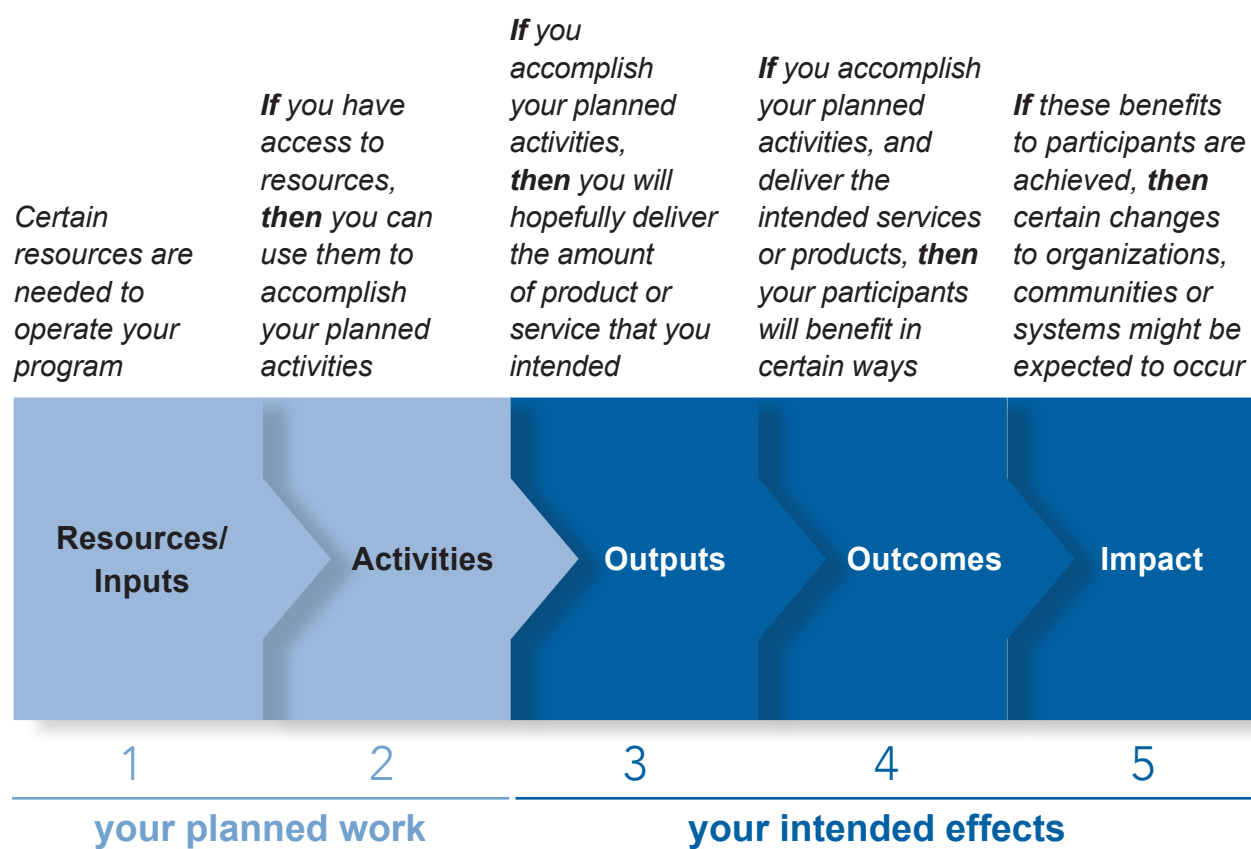 Certain
resources are
needed to
operate your
program
If you have
access to
resources,
then you can
use them to
accomplish
your planned
activities
If you
accomplish
your planned
activities,
then you will
hopefully deliver
the amount
of product or
service that you
intended
If you accomplish
your planned
activities, and
deliver the
intended services
or products, then
your participants
will benefit in
certain ways
If these benefits
to participants are
achieved, then
certain changes
to organizations,
communities or
systems might be
expected to occur
Resources/
Inputs
Activities
Outputs
Outcomes
Impact
1
2
3
4
5
your planned work
your intended effects